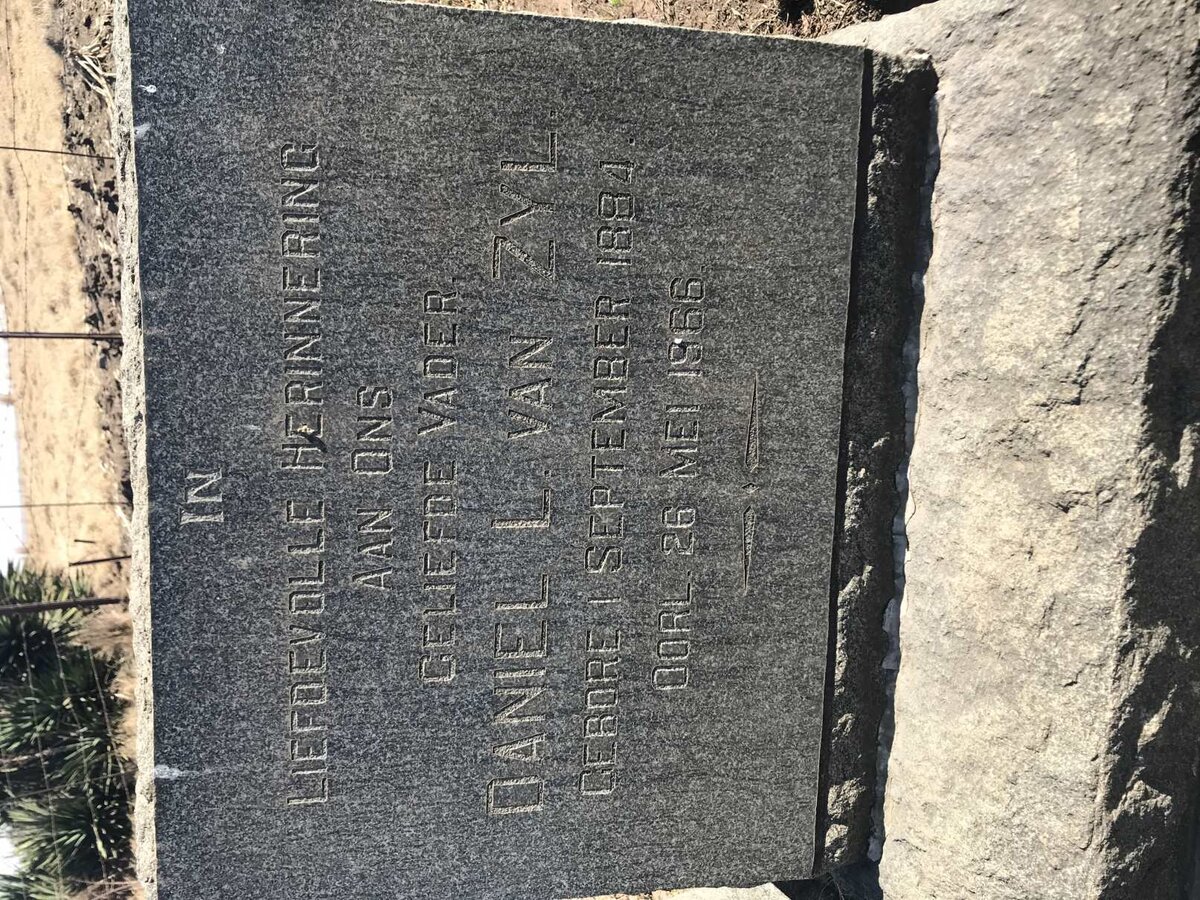 IN
LIEFDEVOLLE HERINNERING
AAN ONS
GELIEFDE VADER.
DANIEL L. VAN ZYL.
GEBORE 1 SEPTEMBER 1884.
OORL. 26 MEI 1966.